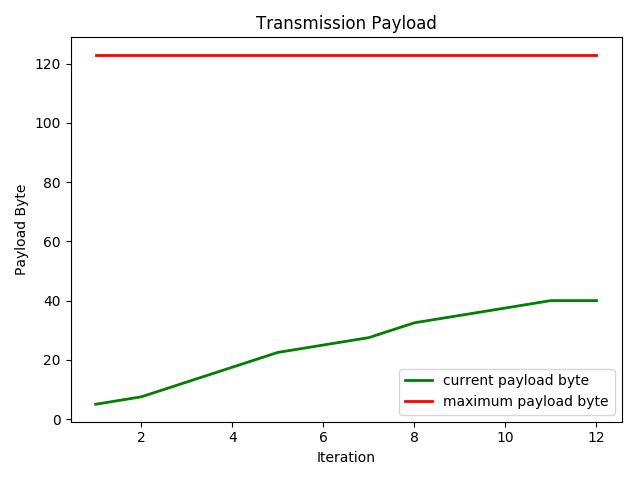 Transmission Payload
Payload Byte
120
100
80
60
40
20
0
2 4 6 8 10 12
Iteration
current payload byte
maximum payload byte